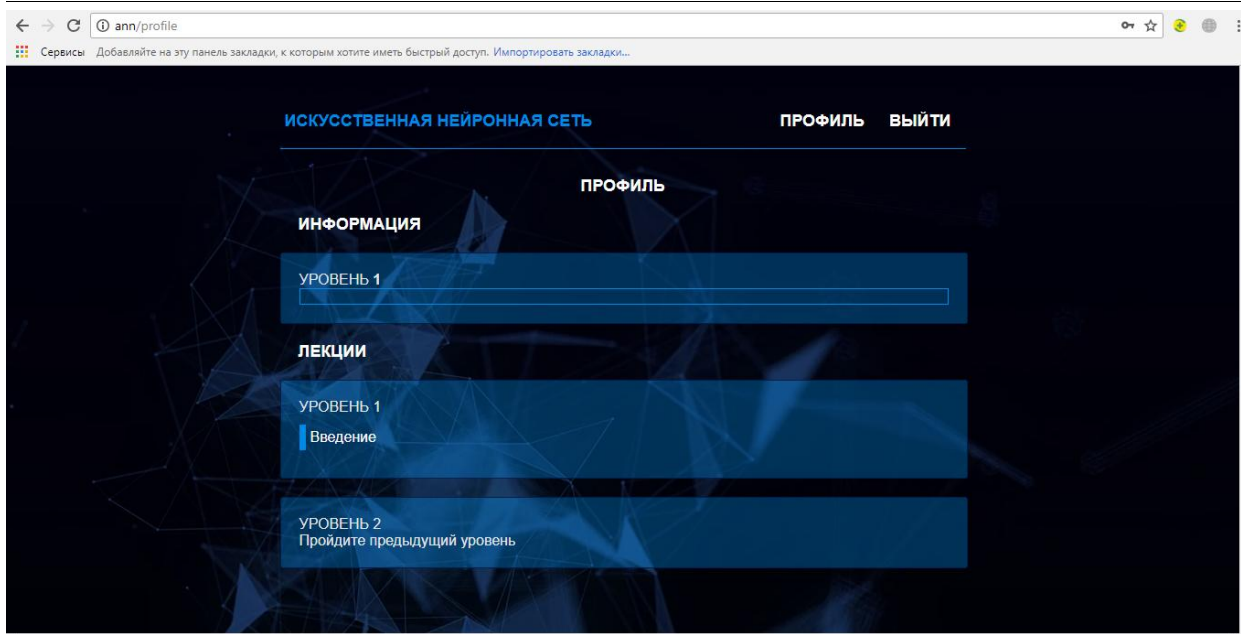 ann/profile
Сервисы Добавляйте на эту панель закладки, к которым хотите иметь быстрый доступ. Импортировать закладки...
ИСКУССТВЕННАЯ НЕЙРОННАЯ СЕТЬ ПРОФИЛЬ ВЫЙТИ
ПРОФИЛЬ
ИНФОРМАЦИЯ
УРОВЕНЬ 1
ЛЕКЦИИ
УРОВЕНЬ 1
Введение
УРОВЕНЬ 2
Пройдите предыдущий уровень